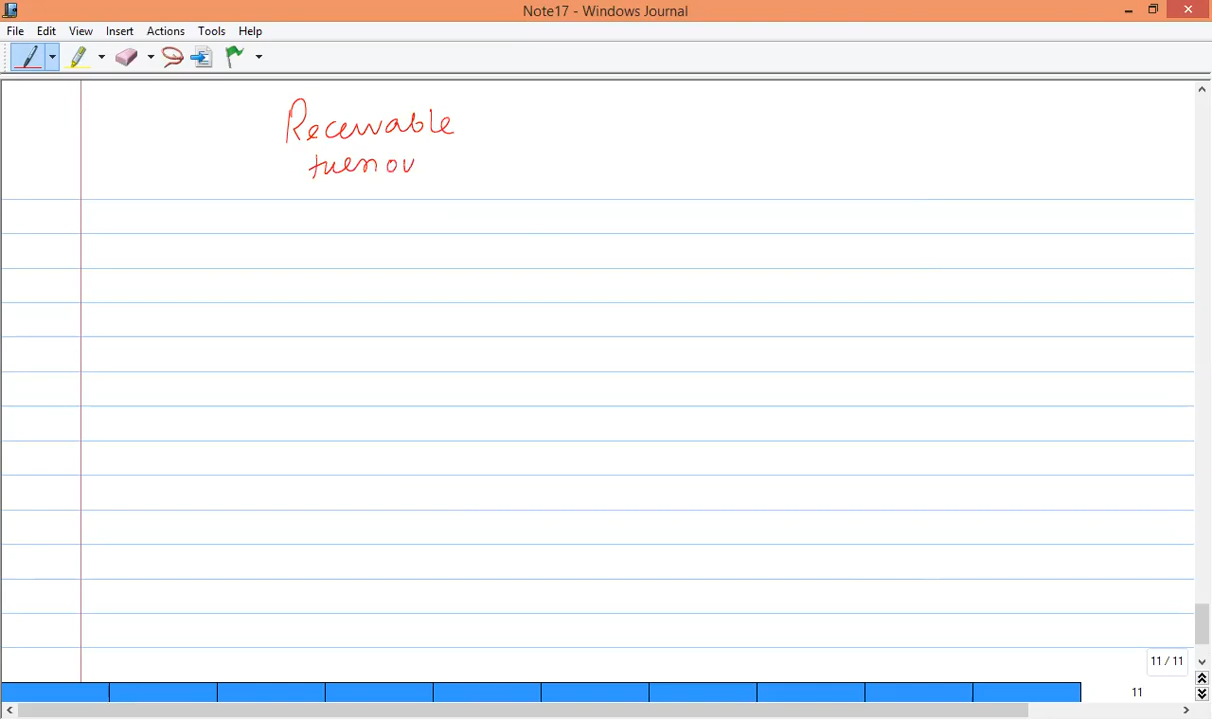 Note17 - Windows Journal
File Edit View Insert Actions Tools Help
Receivable
turnov
11 / 11
11